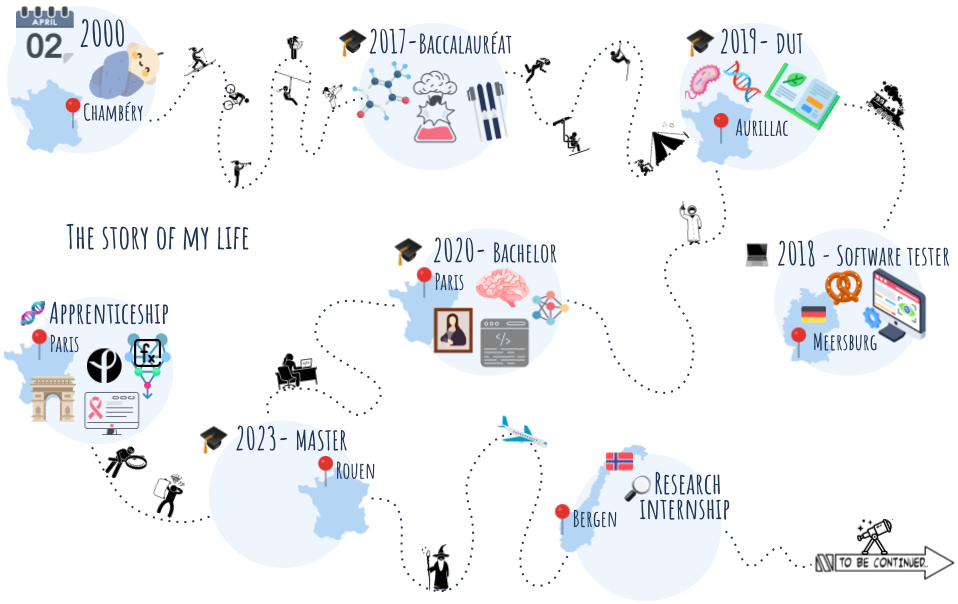 APRIL
02
2000
Chambéry
2017-Baccalauréat
2019- DUT
Aurillac
The story of my life
2018 - Software tester
Meersburg
2020- Bachelor
Paris
</>
Apprenticeship
Paris
fx
2023- master
Rouen
Research
internship
Bergen
TO BE CONTINUED..